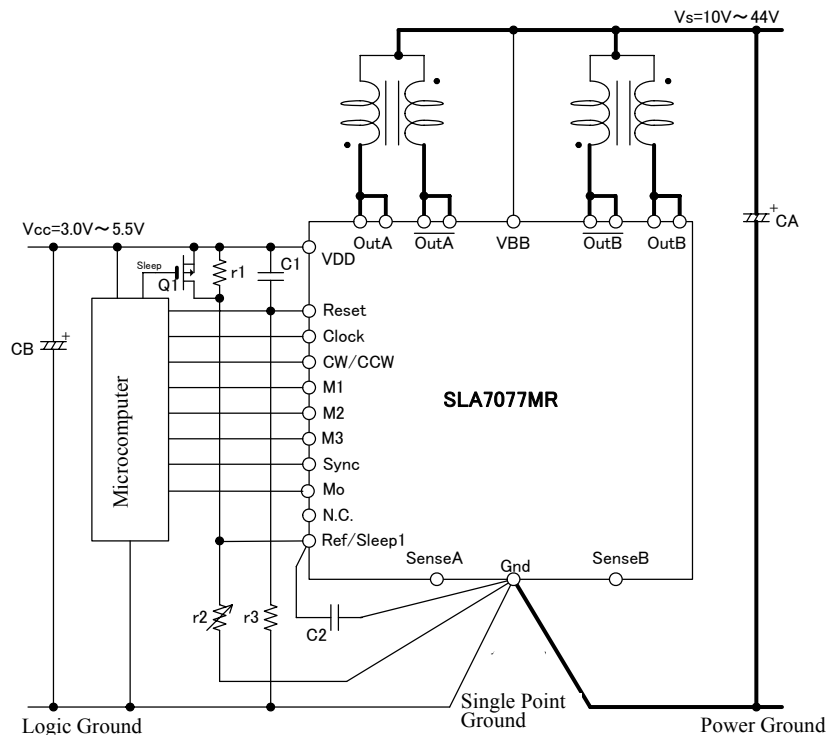 Vs=10V～44V
CA
Vcc=3.0V～5.5V
OutA
OutA
VBB
OutB
OutB
VDD
Sleep
Q1
r1
C1
Reset
Clock
CB
CW/CCW
M1
M2
M3
Sync
Mo
N.C.
Ref/Sleep1
Microcomputer
SLA7077MR
SenseA
Gnd
SenseB
r2
r3
C2
Single Point
Ground
Logic Ground
Power Ground
+
+